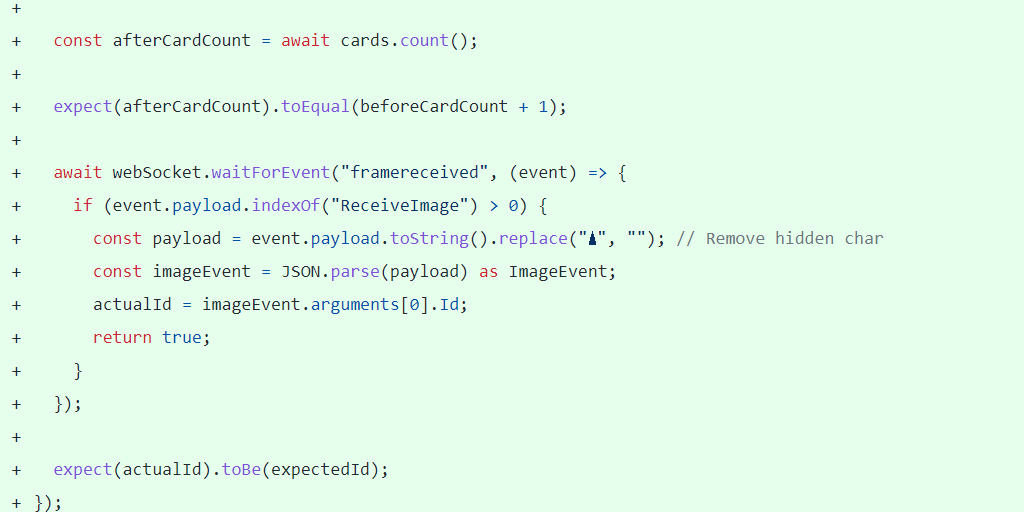 +
+ const afterCardCount = await cards.count();
+
+ expect(afterCardCount).toEqual(beforeCardCount + 1);
+
+ await webSocket.waitForEvent("framereceived", (event) => {
+ if (event.payload.indexOf("ReceiveImage") > 0) {
+ const payload = event.payload.toString().replace("♟", ""); // Remove hidden char
+ const imageEvent = JSON.parse(payload) as ImageEvent;
+ actualId = imageEvent.arguments[0].Id;
+ return true;
+ }
+ });
+
+ expect(actualId).toBe(expectedId);
+ });